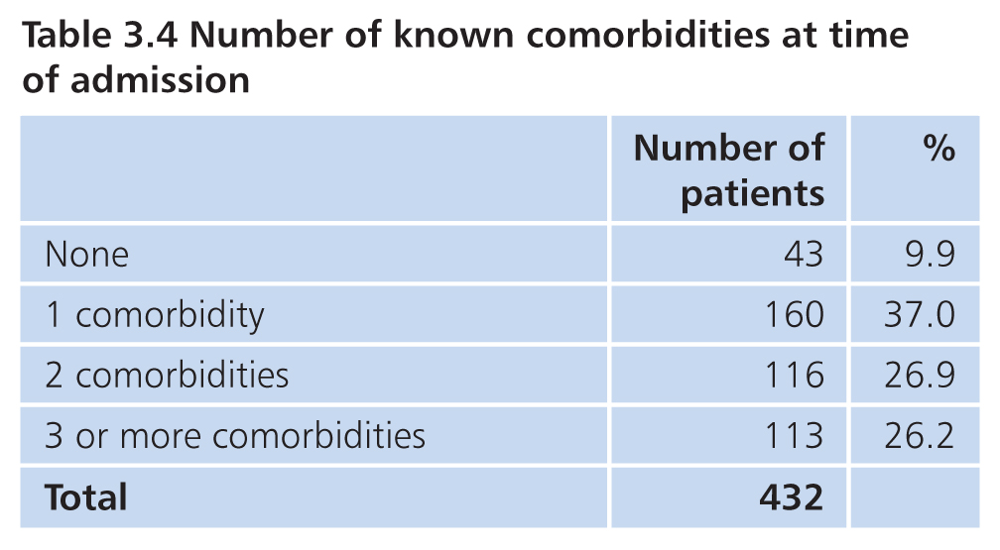 Table 3.4 Number of known comorbidities at time
of admission
Number of
patients
%
None 43 9.9
1 comorbidity 160 37.0
2 comorbidities 116 26.9
3 or more comorbidities 113 26.2
Total 432